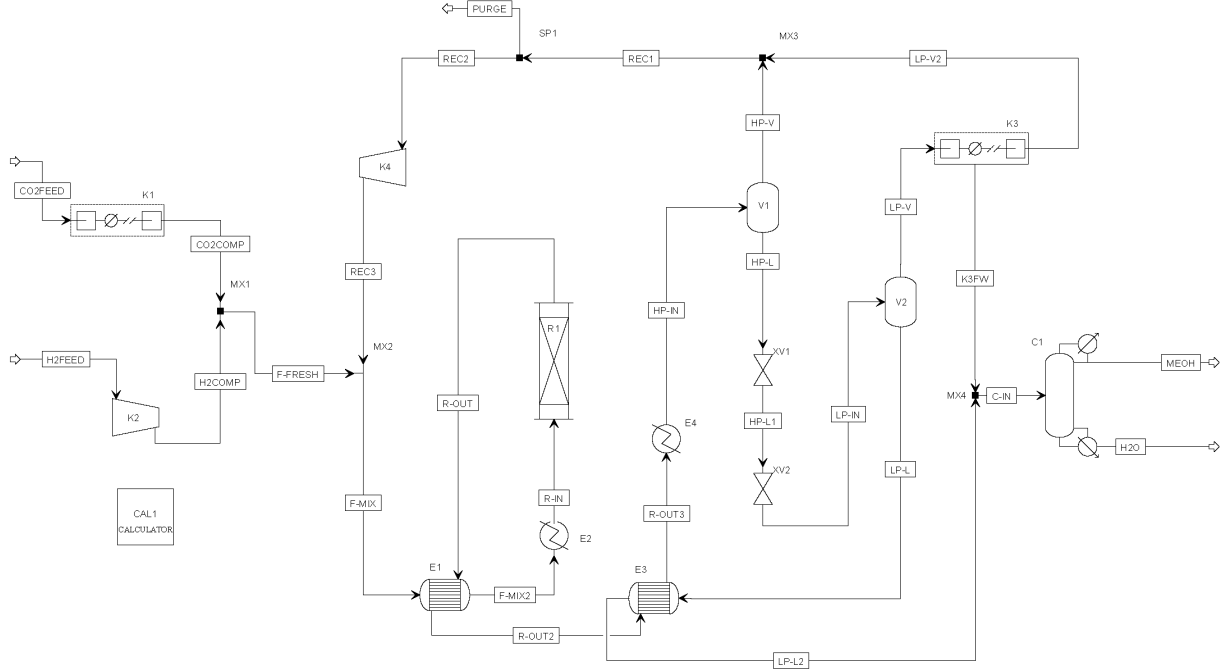 PURGE
SP1
MX3
REC2
REC1
LP-V2
K3
HP-V
K4
CO2FEED
K1
V1
LP-V
CO2COMP
HP-L
REC3
K3FW
MX1
HP-IN
V2
R1
MX2
XV1
C1
H2FEED
F-FRESH
H2COMP
MEOH
R-OUT
MX4
C-IN
K2
HP-L1
LP-IN
E4
H2O
XV2
LP-L
R-IN
F-MIX
CAL1
CALCULATOR
R-OUT3
E2
E1
E3
F-MIX2
R-OUT2
LP-L2